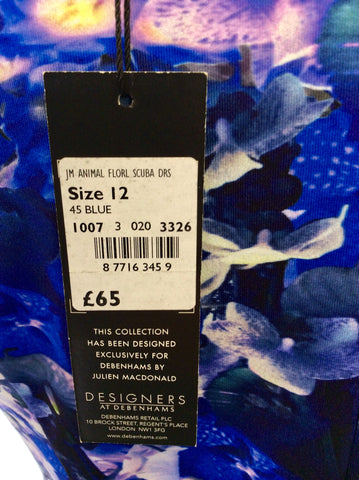 JM ANIMAL FLORL SCUBA DRS
Size 12
45 BLUE
1007 3 020 3326
8 7716 345 9
£65
THIS COLLECTION
HAS BEEN DESIGNED
EXCLUSIVELY FOR
DEBENHAMS BY
JULIEN MACDONALD
DESIGNERS
AT DEBENHAMS
DEBENHAMS RETAIL PLC
10 BROCK STREET, REGENT'S PLACE
LONDON NW1 3FG
www.debenhams.com